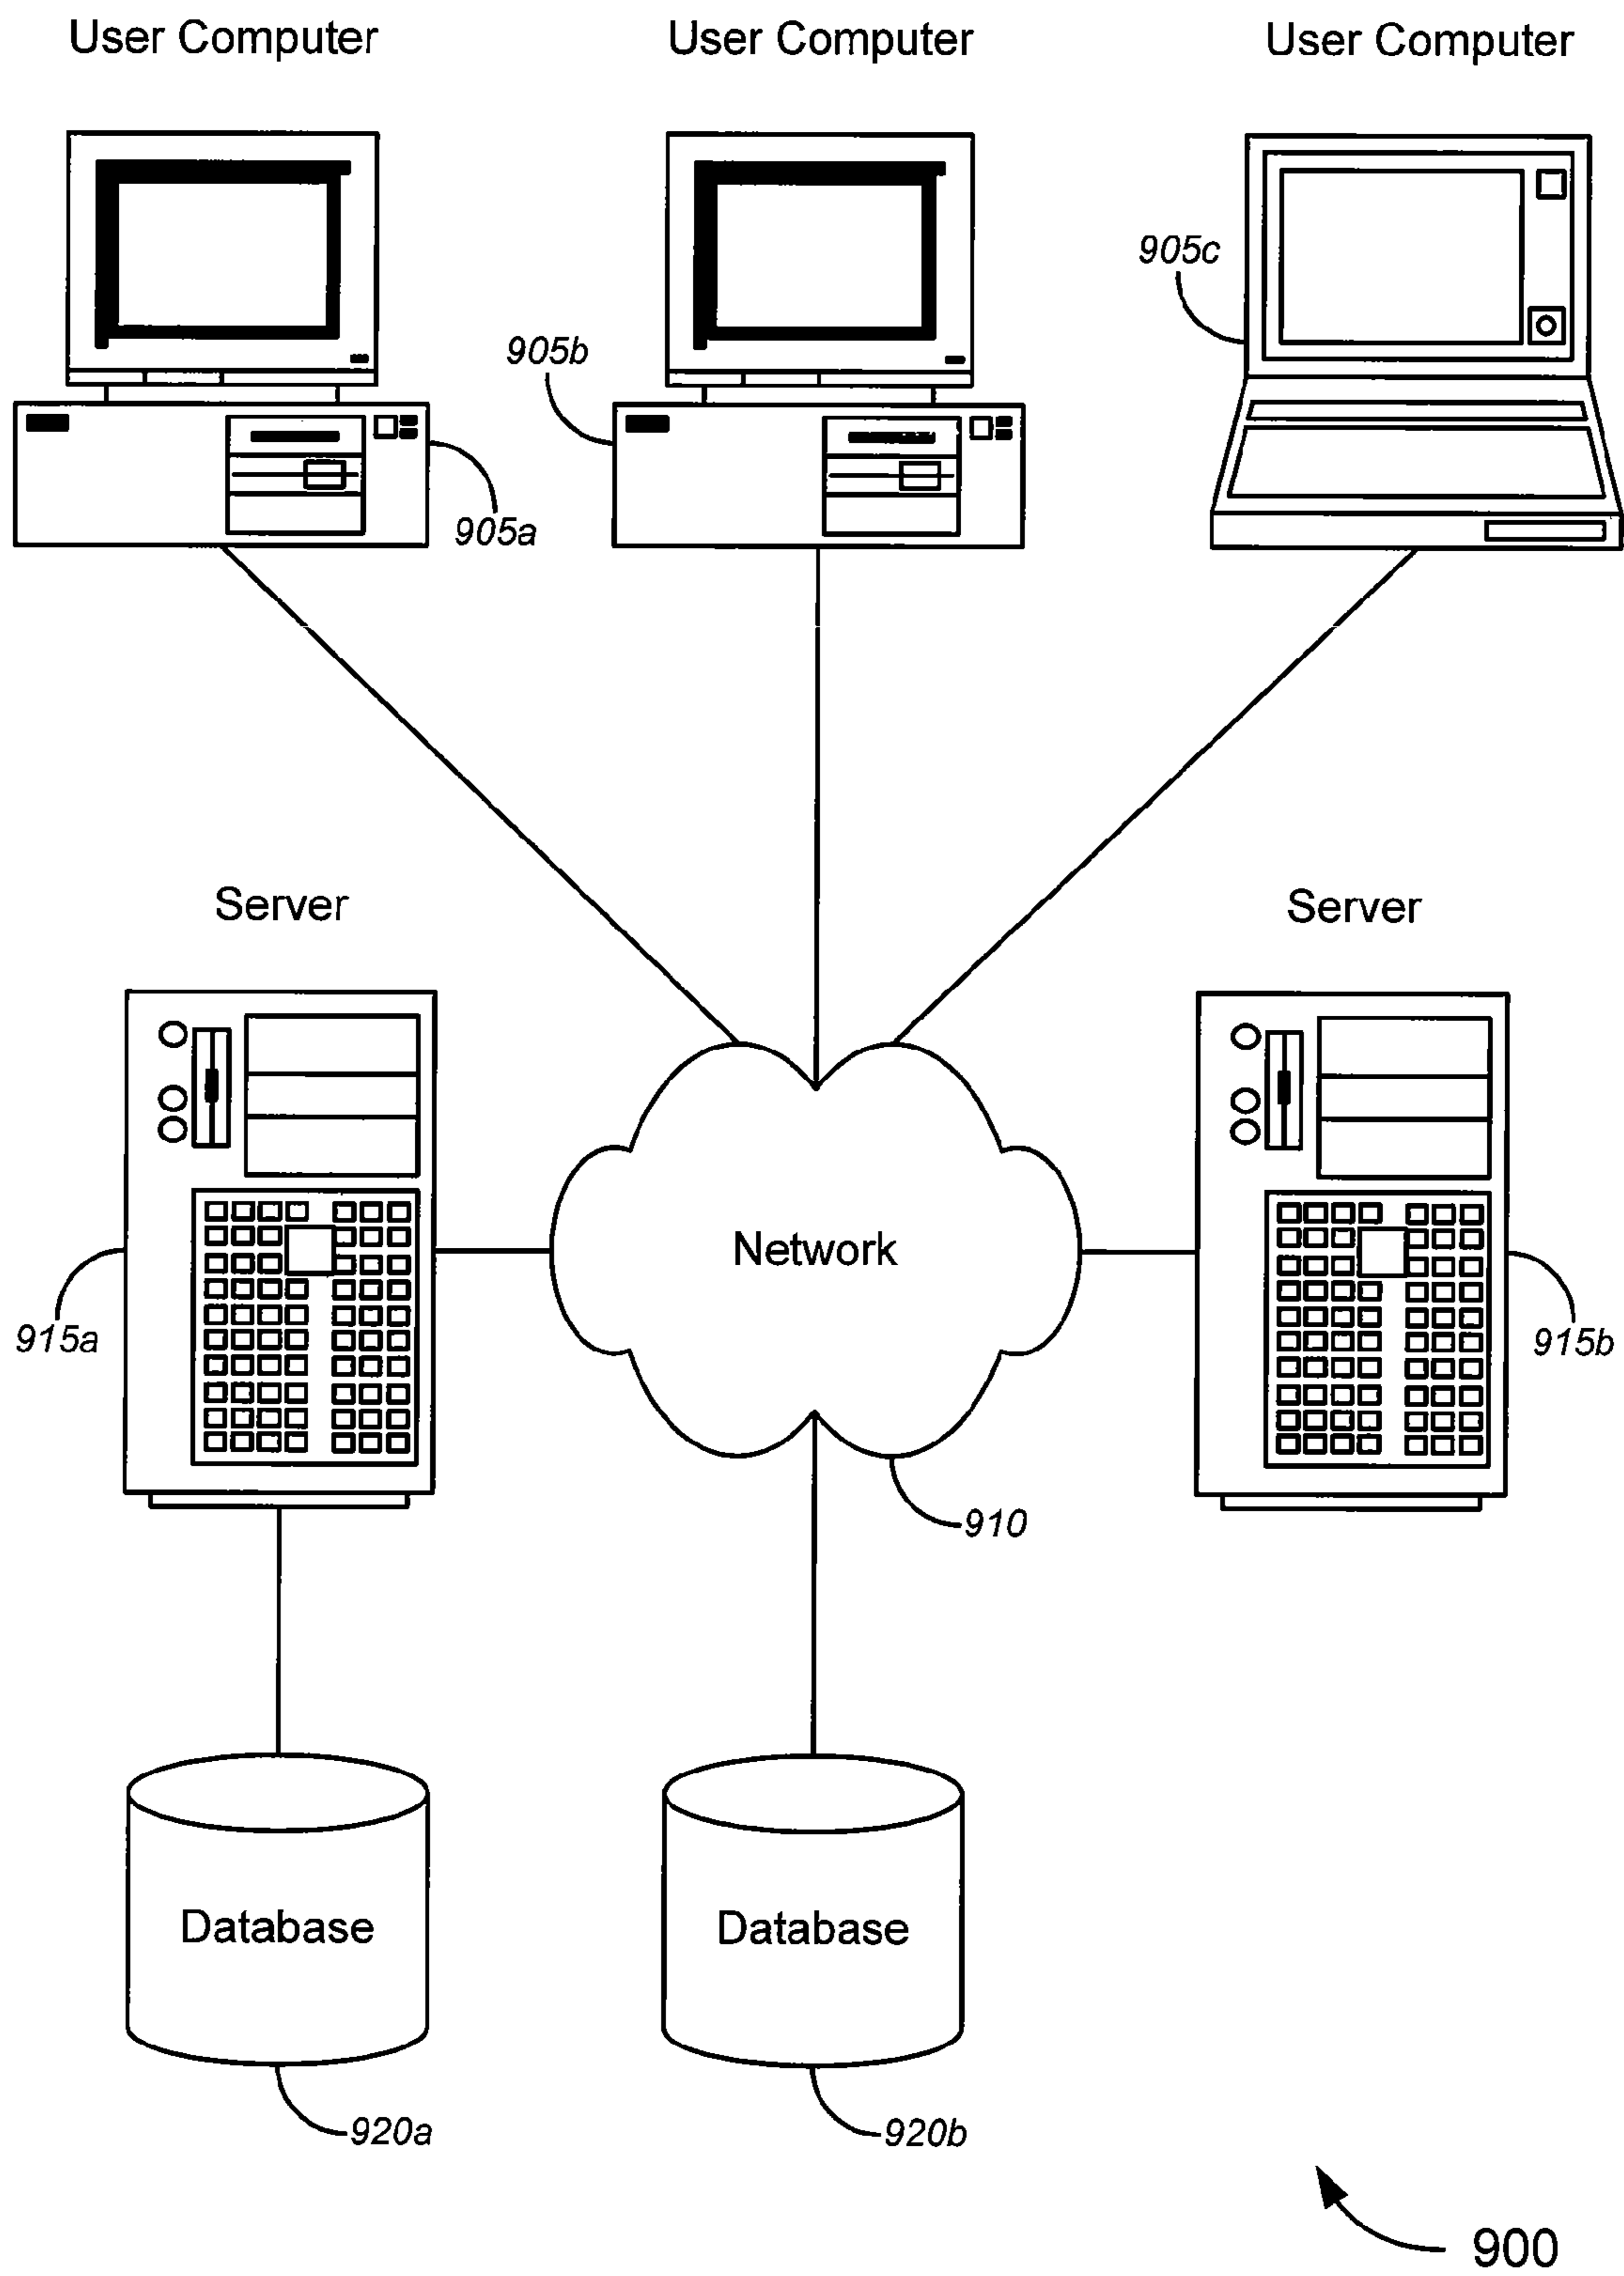 User Computer
User Computer
User Computer
905c
905b
905a
Server
Server
Network
915a
915b
910
Database
Database
920a
920b
900